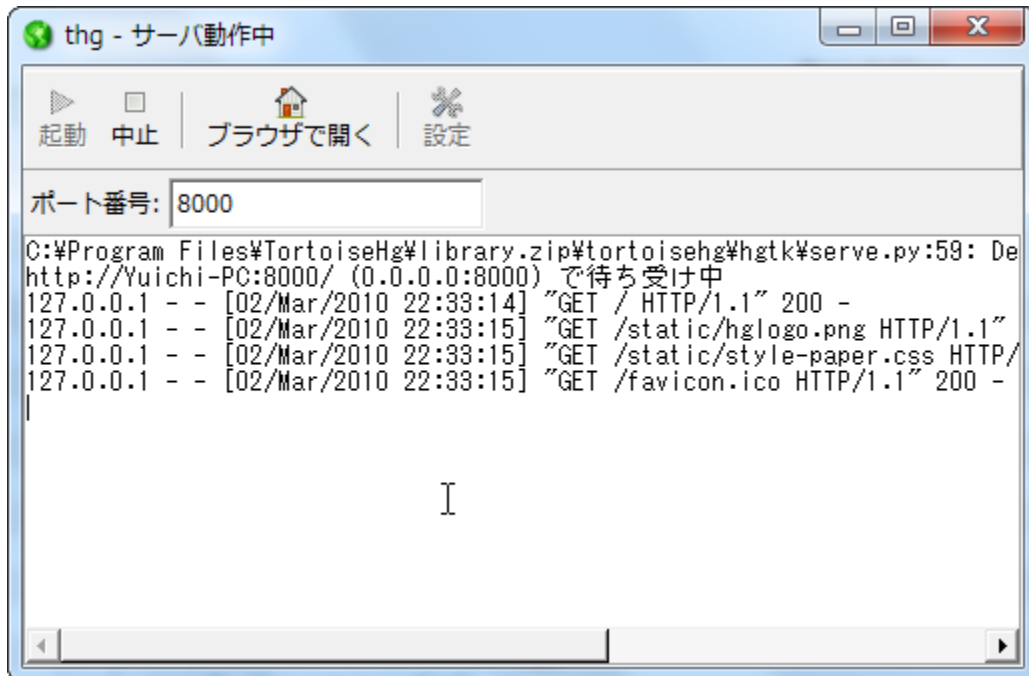 thg - サーバ動作中
起動 中止 ブラウザで開く 設定
ポート番号: 8000
C:¥Program Files¥TortoiseHg¥library.zip¥tortoisehg¥hgtk¥serve.py:59: De
http://Yuichi-PC:8000/ (0.0.0.0:8000) で待ち受け中
127.0.0.1 - - [02/Mar/2010 22:33:14] "GET / HTTP/1.1" 200 -
127.0.0.1 - - [02/Mar/2010 22:33:15] "GET /static/hglogo.png HTTP/1.1"
127.0.0.1 - - [02/Mar/2010 22:33:15] "GET /static/style-paper.css HTTP/
127.0.0.1 - - [02/Mar/2010 22:33:15] "GET /favicon.ico HTTP/1.1" 200 -